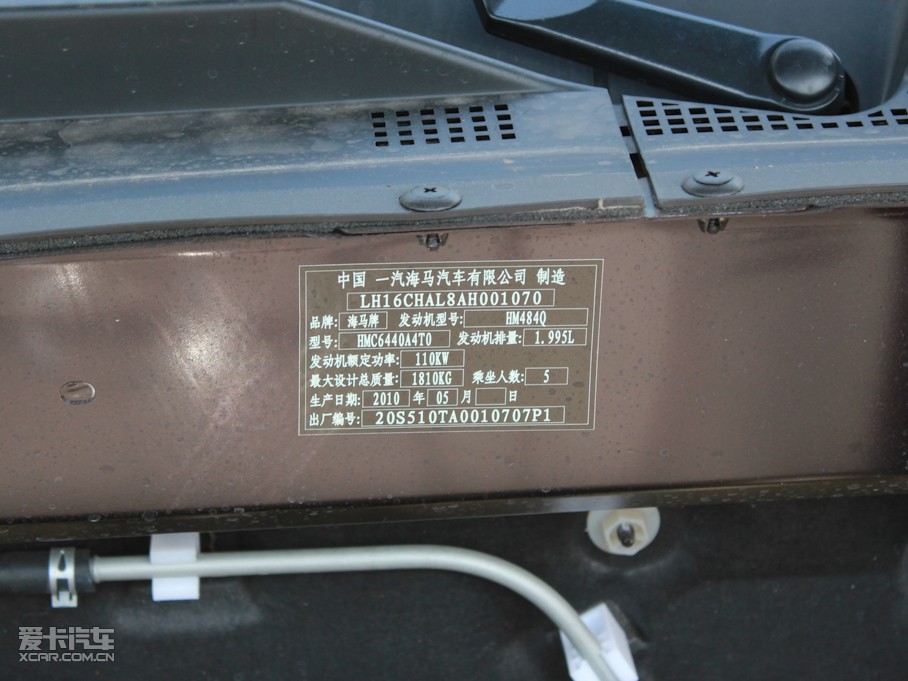 中国 一汽海马汽车有限公司 制造
LH16CHAL8AH001070
品牌: 海马牌 发动机型号: HM484Q
型号: HMC6440A4T0 发动机排量: 1.995L
发动机额定功率: 110KW
最大设计总质量: 1810KG 乘坐人数: 5
生产日期: 2010 年 05 月 日
出厂编号: 20S510TA0010707P1
爱卡汽车
XCAR.COM.CN